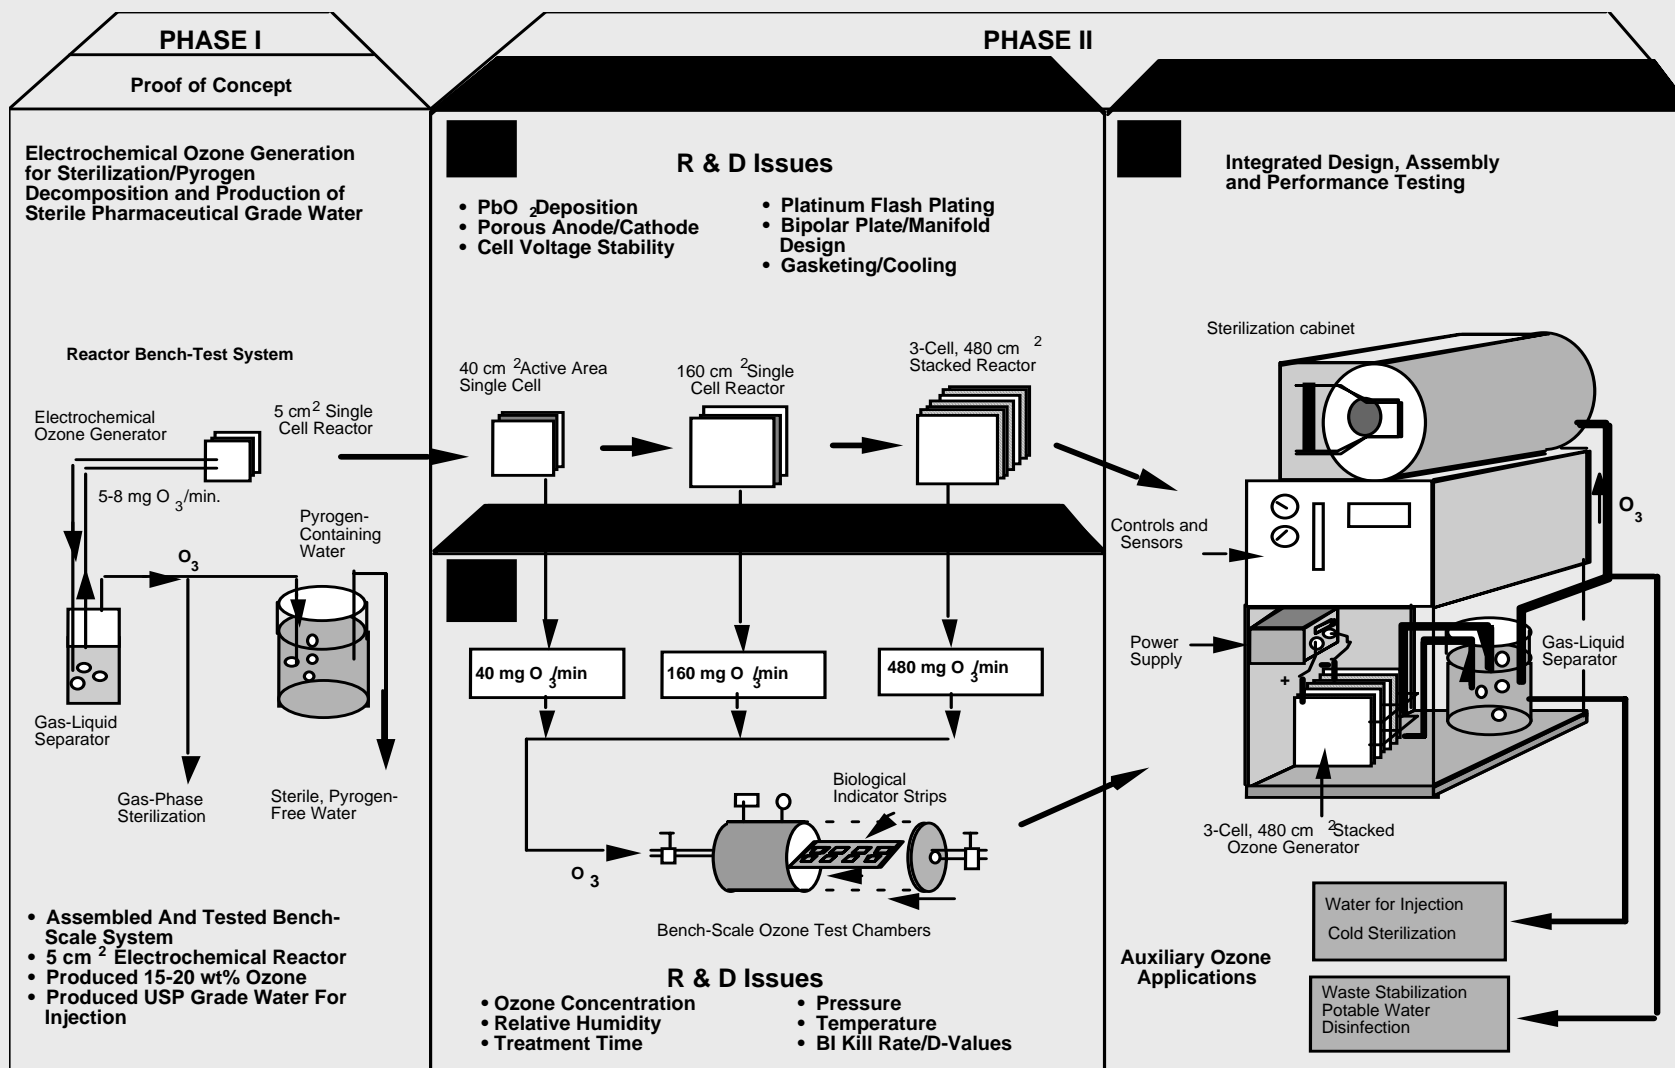 PHASE I
Proof of Concept
Electrochemical Ozone Generation
for Sterilization/Pyrogen
Decomposition and Production of
Sterile Pharmaceutical Grade Water
Reactor Bench-Test System
Electrochemical
Ozone Generator
5 cm² Single
Cell Reactor
5-8 mg O₃/min.
Pyrogen-
Containing
Water
O₃
Gas-Liquid
Separator
Gas-Phase
Sterilization
Sterile, Pyrogen-
Free Water
• Assembled And Tested Bench-
Scale System
• 5 cm² Electrochemical Reactor
• Produced 15-20 wt% Ozone
• Produced USP Grade Water For
Injection
PHASE II
R & D Issues
• PbO₂ Deposition
• Porous Anode/Cathode
• Cell Voltage Stability
• Platinum Flash Plating
• Bipolar Plate/Manifold
Design
• Gasketing/Cooling
40 cm² Active Area
Single Cell
160 cm² Single
Cell Reactor
3-Cell, 480 cm²
Stacked Reactor
40 mg O₃/min
160 mg O₃/min
480 mg O₃/min
Biological
Indicator Strips
O₃
Bench-Scale Ozone Test Chambers
R & D Issues
• Ozone Concentration
• Relative Humidity
• Treatment Time
• Pressure
• Temperature
• BI Kill Rate/D-Values
Integrated Design, Assembly
and Performance Testing
Sterilization cabinet
Controls and
Sensors
O₃
Power
Supply
+
-
Gas-Liquid
Separator
3-Cell, 480 cm² Stacked
Ozone Generator
Auxiliary Ozone
Applications
Water for Injection
Cold Sterilization
Waste Stabilization
Potable Water
Disinfection